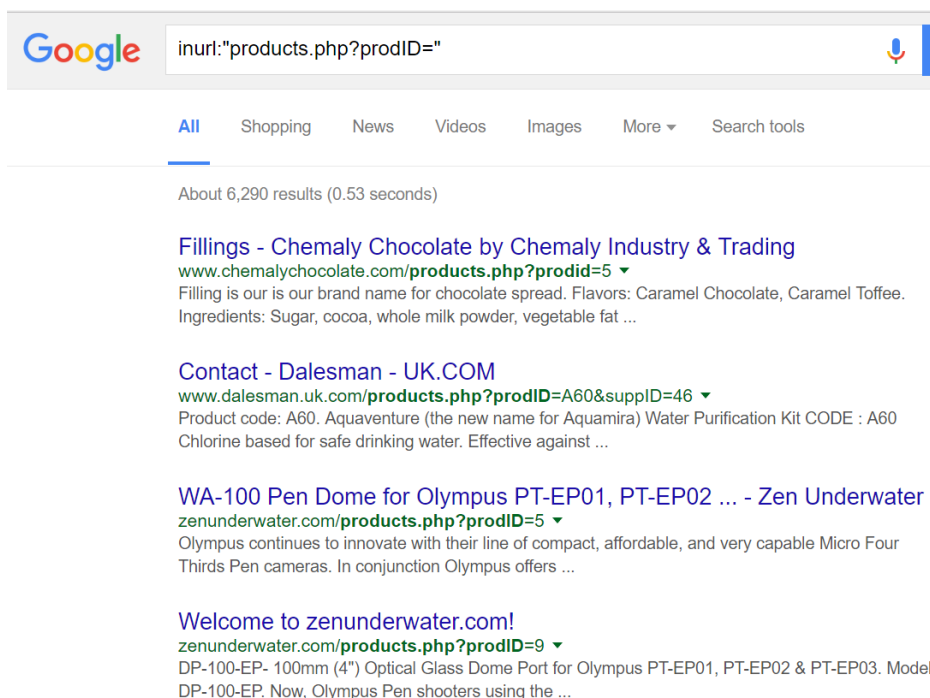 Google
inurl:"products.php?prodID="
All Shopping News Videos Images More Search tools
About 6,290 results (0.53 seconds)
Fillings - Chemaly Chocolate by Chemaly Industry & Trading
www.chemalychocolate.com/products.php?prodid=5
Filling is our is our brand name for chocolate spread. Flavors: Caramel Chocolate, Caramel Toffee.
Ingredients: Sugar, cocoa, whole milk powder, vegetable fat ...
Contact - Dalesman - UK.COM
www.dalesman.uk.com/products.php?prodID=A60&suppID=46
Product code: A60. Aquaventure (the new name for Aquamira) Water Purification Kit CODE : A60
Chlorine based for safe drinking water. Effective against ...
WA-100 Pen Dome for Olympus PT-EP01, PT-EP02 ... - Zen Underwater
zenunderwater.com/products.php?prodID=5
Olympus continues to innovate with their line of compact, affordable, and very capable Micro Four
Thirds Pen cameras. In conjunction Olympus offers ...
Welcome to zenunderwater.com!
zenunderwater.com/products.php?prodID=9
DP-100-EP- 100mm (4") Optical Glass Dome Port for Olympus PT-EP01, PT-EP02 & PT-EP03. Model
DP-100-EP. Now, Olympus Pen shooters using the ...